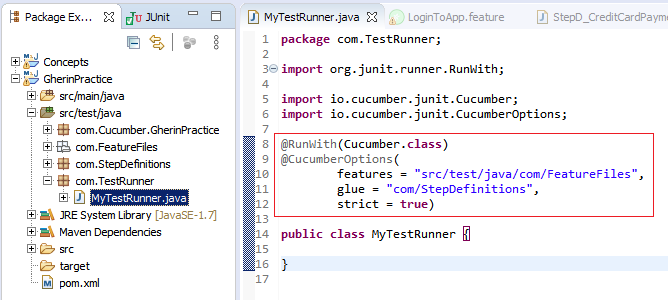 Package Ex...
JUnit
Concepts
GherinPractice
src/main/java
src/test/java
com.Cucumber.GherinPractice
com.FeatureFiles
com.StepDefinitions
com.TestRunner
MyTestRunner.java
JRE System Library [JavaSE-1.7]
Maven Dependencies
src
target
pom.xml
MyTestRunner.java
LoginToApp.feature
StepD_CreditCardPaym
1 package com.TestRunner;
2
3 import org.junit.runner.RunWith;
4
5 import io.cucumber.junit.Cucumber;
6 import io.cucumber.junit.CucumberOptions;
7
8 @RunWith(Cucumber.class)
9 @CucumberOptions(
10 features = "src/test/java/com/FeatureFiles",
11 glue = "com/StepDefinitions",
12 strict = true)
13
14 public class MyTestRunner {
15
16 }
17